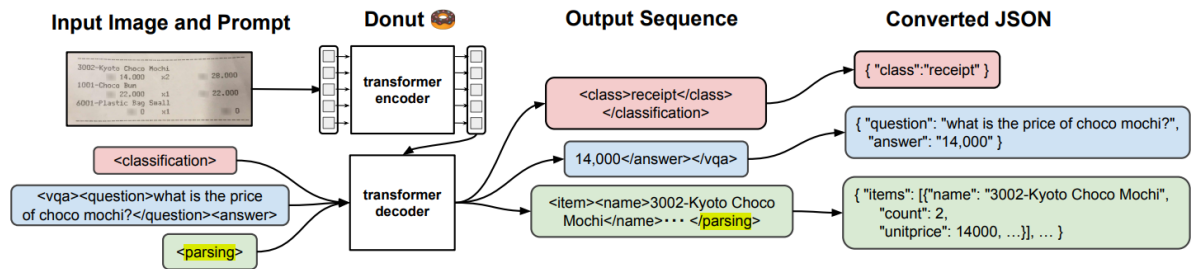 Input Image and Prompt
Donut 🍩
Output Sequence
Converted JSON
3002-Kyoto Choco Mochi
14,000 x2 28,000
1001-Choco Bun
22,000 x1 22,000
6001-Plastic Bag Small
0 x1 0
transformer
encoder
<class>receipt</class>
</classification>
{ "class":"receipt" }
<classification>
<vqa><question>what is the price
of choco mochi?</question><answer>
<parsing>
transformer
decoder
14,000</answer></vqa>
<item><name>3002-Kyoto Choco
Mochi</name>··· </parsing>
{ "question": "what is the price of choco mochi?",
"answer": "14,000" }
{ "items": [{"name": "3002-Kyoto Choco Mochi",
"count": 2,
"unitprice": 14000, …}], … }